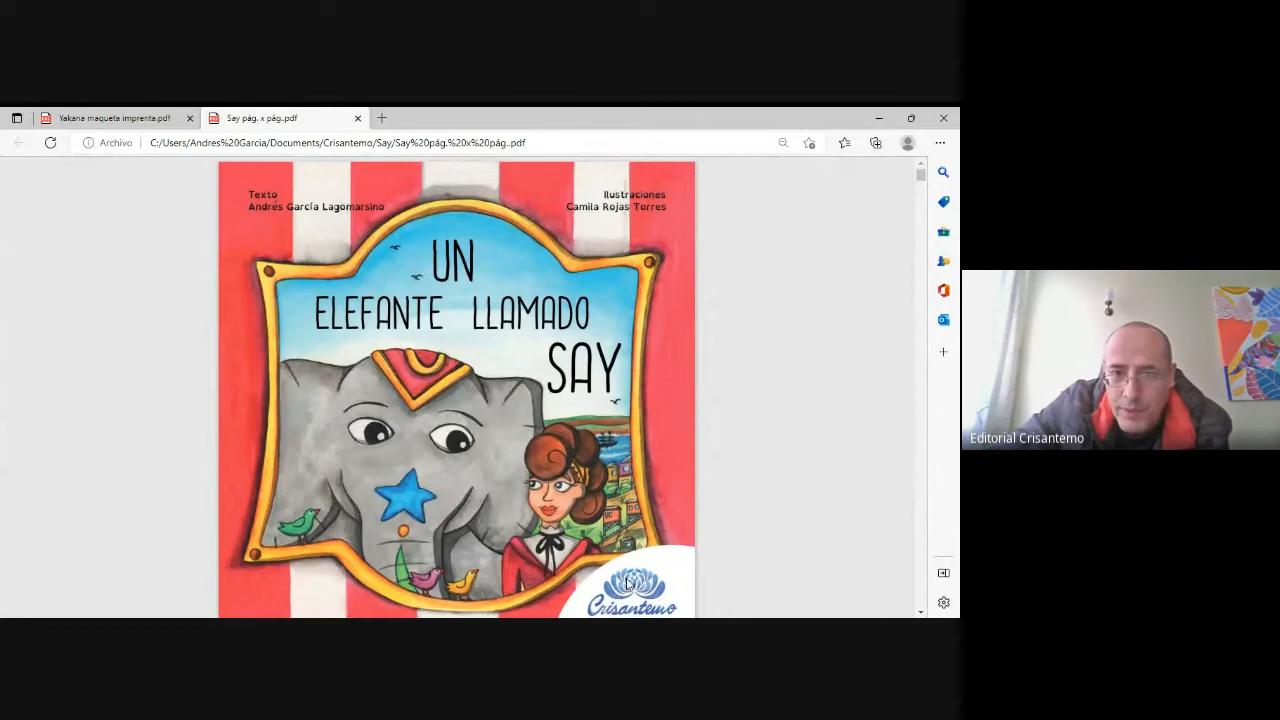 Yakana maqueta imprenta.pdf
Say pág. x pág..pdf
Archivo
C:/Users/Andres%20Garcia/Documents/Crisantemo/Say/Say%20pág.%20x%20pág..pdf
Texto
Andrés García Lagomarsino
Ilustraciones
Camila Rojas Torres
UN
ELEFANTE LLAMADO
SAY
Crisantemo
Editorial Crisantemo